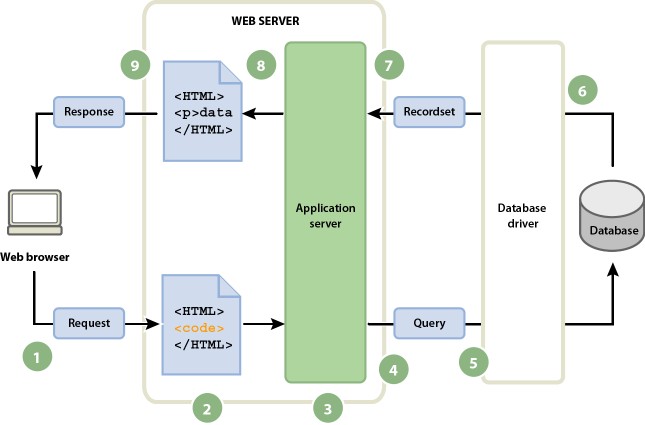 WEB SERVER
9
8
7
6
<HTML>
<p>data
</HTML>
Response
Recordset
Application
server
Database
driver
Database
Web browser
<HTML>
<code>
</HTML>
Request
Query
1
2
3
4
5